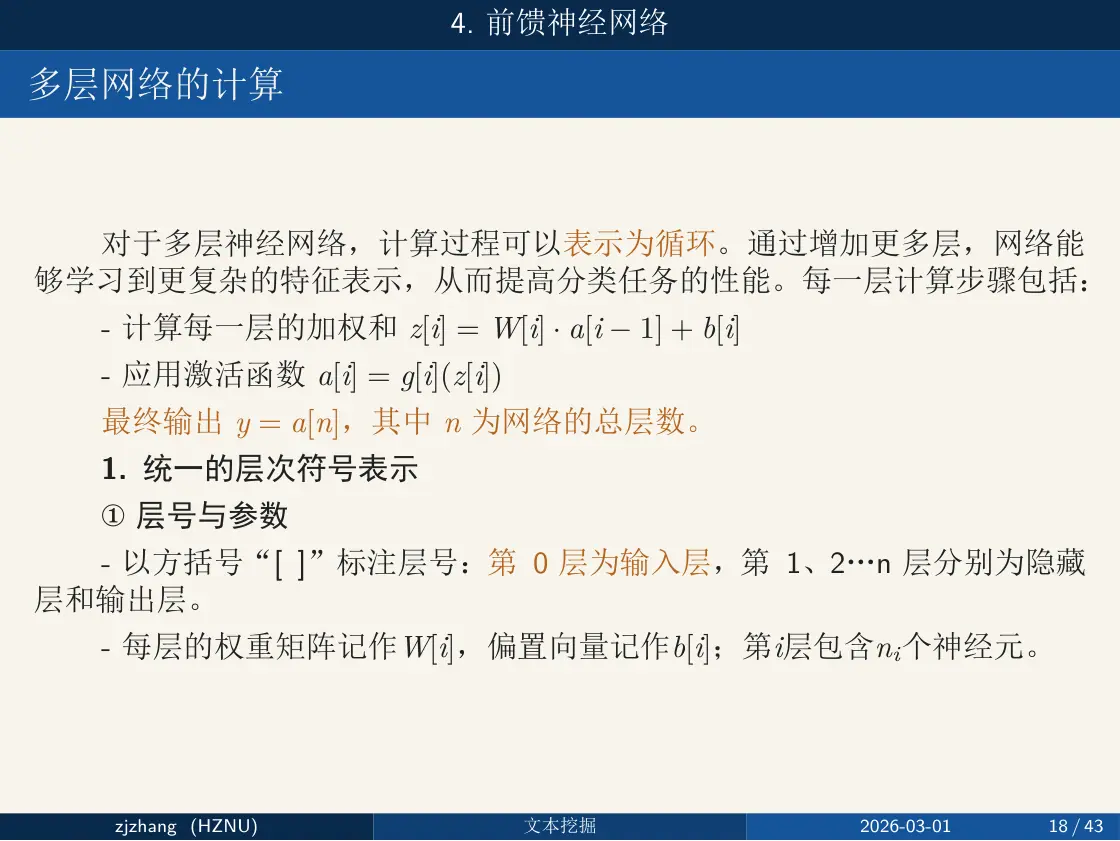 4. 前馈神经网络
多层网络的计算
对于多层神经网络，计算过程可以表示为循环。通过增加更多层，网络能
够学习到更复杂的特征表示，从而提高分类任务的性能。每一层计算步骤包括：
- 计算每一层的加权和 z[i] = W[i] · a[i − 1] + b[i]
- 应用激活函数 a[i] = g[i](z[i])
最终输出 y = a[n]，其中 n 为网络的总层数。
1. 统一的层次符号表示
① 层号与参数
- 以方括号“[ ]”标注层号：第 0 层为输入层，第 1、2…n 层分别为隐藏
层和输出层。
- 每层的权重矩阵记作W[i]，偏置向量记作b[i]；第i层包含nᵢ个神经元。
zjzhang (HZNU) 文本挖掘 2026-03-01 18 / 43